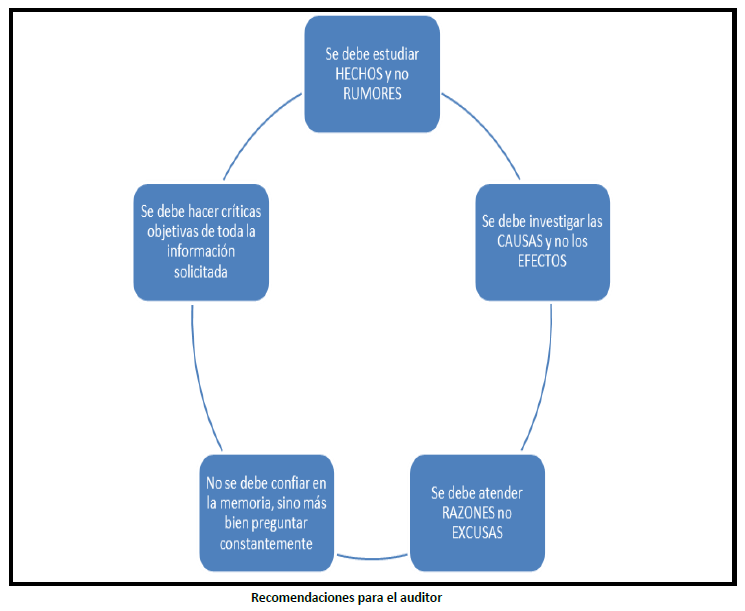 Se debe estudiar
HECHOS y no
RUMORES
Se debe investigar las
CAUSAS y no los
EFECTOS
Se debe atender
RAZONES no
EXCUSAS
No se debe confiar en
la memoria, sino más
bien preguntar
constantemente
Se debe hacer críticas
objetivas de toda la
información
solicitada
Recomendaciones para el auditor